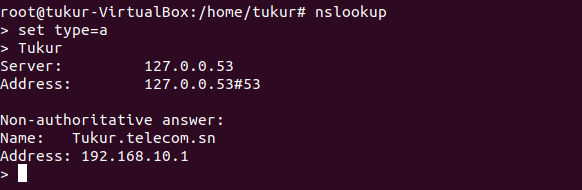 root@tukur-VirtualBox:/home/tukur# nslookup
> set type=a
> Tukur
Server:         127.0.0.53
Address:        127.0.0.53#53

Non-authoritative answer:
Name:   Tukur.telecom.sn
Address: 192.168.10.1
>